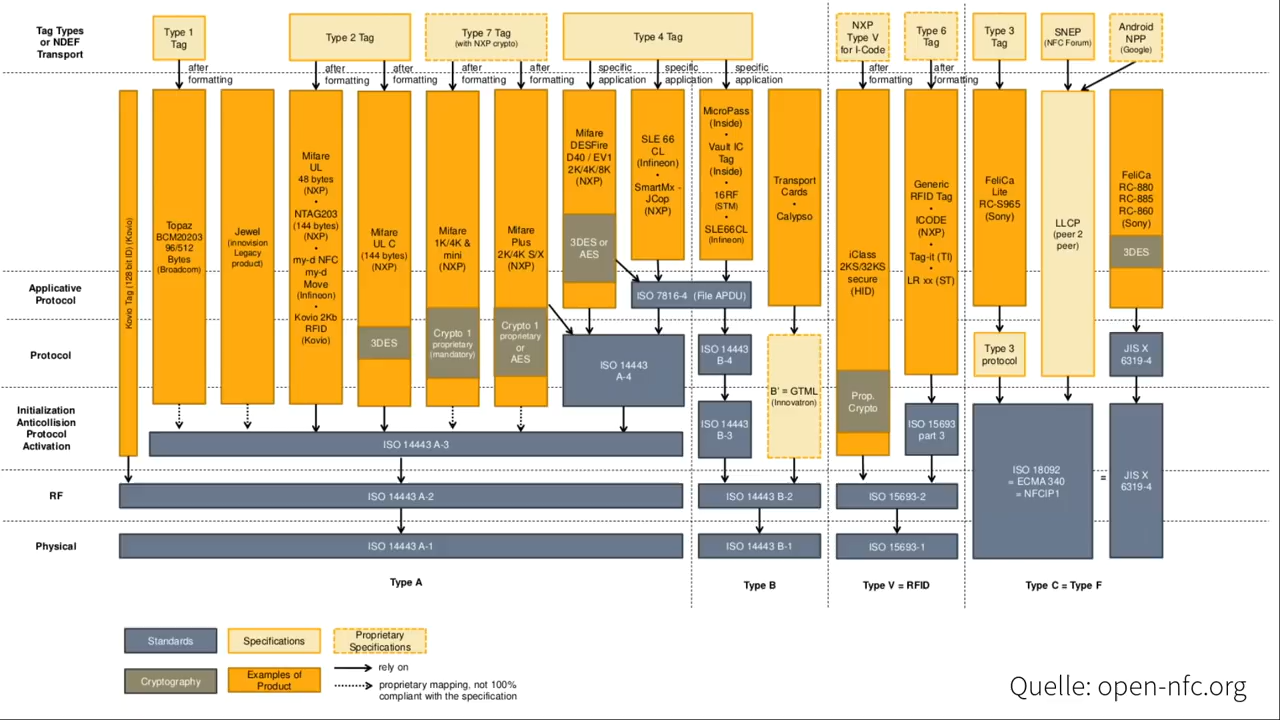 Tag Types
or NDEF
Transport
Type 1
Tag
Type 2 Tag
Type 7 Tag
(with NXP crypto)
Type 4 Tag
NXP
Type V
for I-Code
Type 6
Tag
Type 3
Tag
SNEP
(NFC Forum)
Android
NPP
(Google)
after
formatting
after
formatting
after
formatting
after
formatting
after
formatting
specific
application
specific
application
specific
application
after
formatting
after
formatting
Kovio Tag (128 bit ID) (Kovio)
Topaz
BCM20203
96/512
Bytes
(Broadcom)
Jewel
(innovision
Legacy
product)
Mifare
UL
48 bytes
(NXP)
•
NTAG203
(144 bytes)
(NXP)
•
my-d NFC
my-d
Move
(Infineon)
•
Kovio 2Kb
RFID
(Kovio)
Mifare
UL C
(144 bytes)
(NXP)
3DES
Mifare
1K/4K &
mini
(NXP)
Crypto 1
proprietary
(mandatory)
Mifare
Plus
2K/4K S/X
(NXP)
Crypto 1
proprietary
or
AES
Mifare
DESFire
D40 / EV1
2K/4K/8K
(NXP)
3DES or
AES
SLE 66
CL
(Infineon)
•
SmartMx -
JCop
(NXP)
MicroPass
(Inside)
•
Vault IC
Tag
(Inside)
•
16RF
(STM)
•
SLE66CL
(Infineon)
Transport
Cards
•
Calypso
iClass
2KS/32KS
secure
(HID)
Prop.
Crypto
Generic
RFID Tag
•
ICODE
(NXP)
•
Tag-it (TI)
•
LR xx (ST)
FeliCa
Lite
RC-S965
(Sony)
LLCP
(peer 2
peer)
FeliCa
RC-880
RC-885
RC-860
(Sony)
3DES
Applicative
Protocol
ISO 7816-4 (File APDU)
Protocol
ISO 14443
A-4
ISO 14443
B-4
B' = GTML
(Innovatron)
Type 3
protocol
JIS X
6319-4
Initialization
Anticollision
Protocol
Activation
ISO 14443 A-3
ISO 14443
B-3
ISO 15693
part 3
ISO 18092
= ECMA 340
= NFCIP1
=
JIS X
6319-4
RF
ISO 14443 A-2
ISO 14443 B-2
ISO 15693-2
Physical
ISO 14443 A-1
ISO 14443 B-1
ISO 15693-1
Type A
Type B
Type V = RFID
Type C = Type F
Standards
Specifications
Proprietary
Specifications
Cryptography
Examples of
Product
rely on
proprietary mapping, not 100%
compliant with the specification
Quelle: open-nfc.org